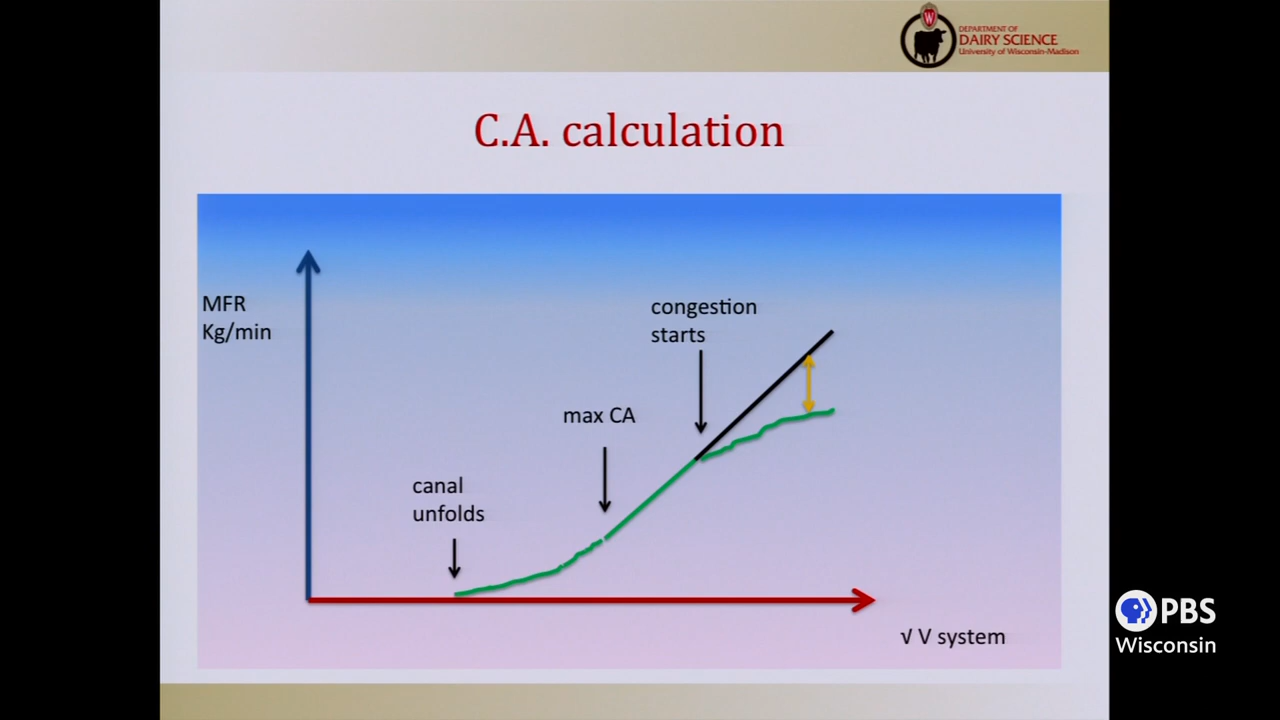 DEPARTMENT OF
DAIRY SCIENCE
University of Wisconsin-Madison
W
C.A. calculation
MFR
Kg/min
congestion
starts
max CA
canal
unfolds
√ V system
PBS
Wisconsin